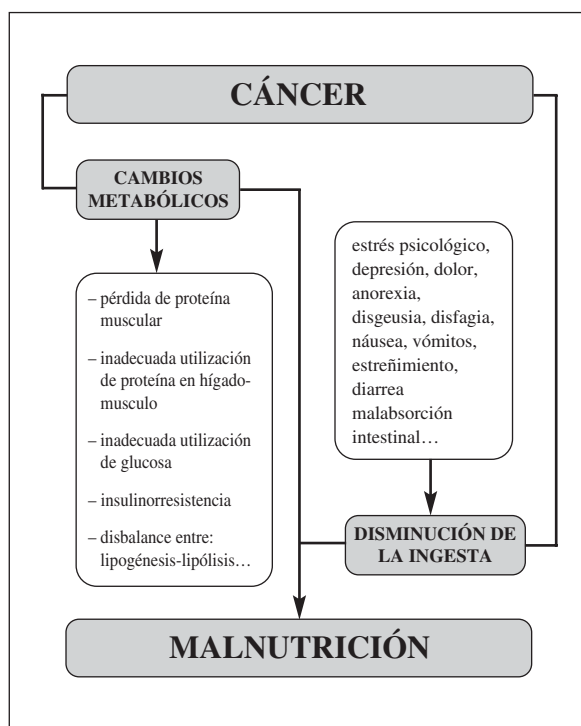 CÁNCER
CAMBIOS
METABÓLICOS
– pérdida de proteína
muscular
– inadecuada utilización
de proteína en hígado-
musculo
– inadecuada utilización
de glucosa
– insulinorresistencia
– disbalance entre:
lipogénesis-lipólisis…
estrés psicológico,
depresión, dolor,
anorexia,
disgeusia, disfagia,
náusea, vómitos,
estreñimiento,
diarrea
malabsorción
intestinal…
DISMINUCIÓN DE
LA INGESTA
MALNUTRICIÓN